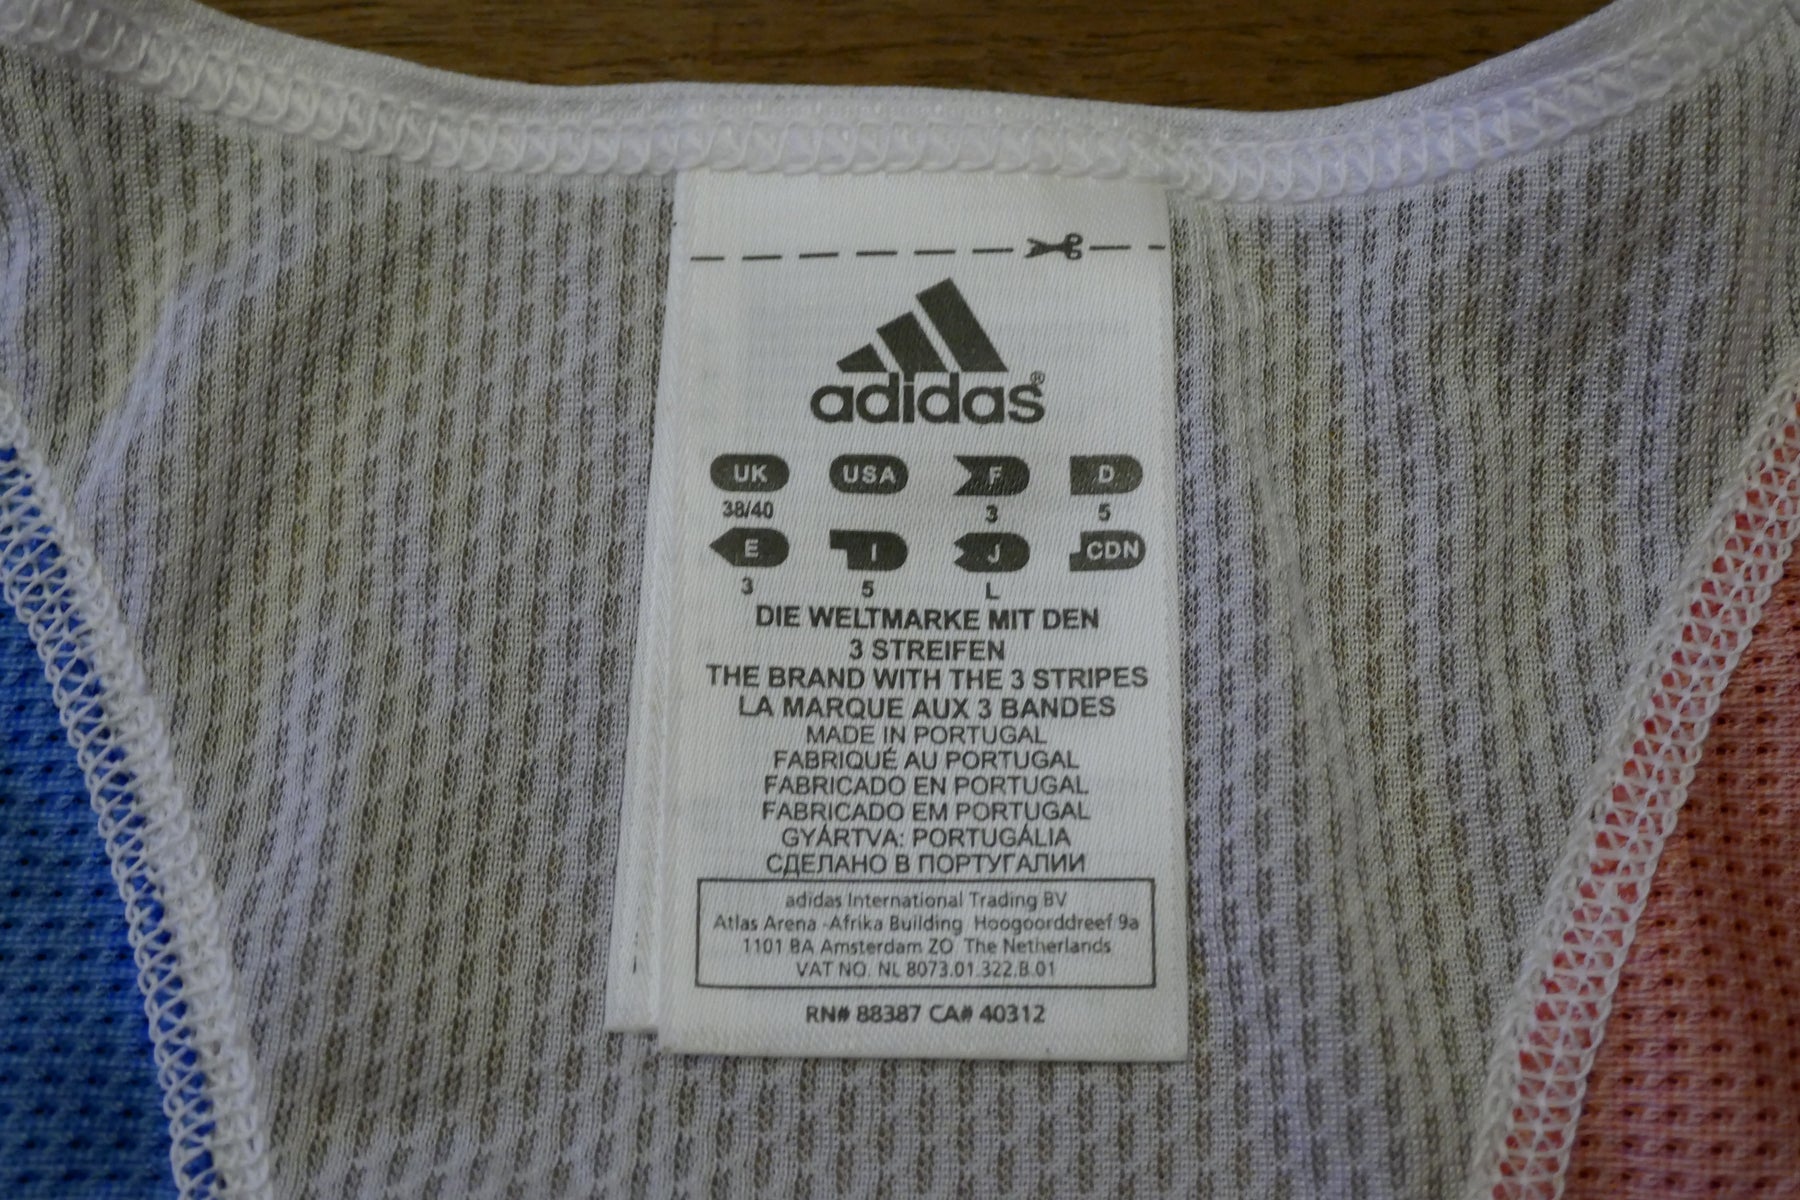 adidas®
UK USA F D
38/40 3 5
E I J CDN
3 5 L
DIE WELTMARKE MIT DEN
3 STREIFEN
THE BRAND WITH THE 3 STRIPES
LA MARQUE AUX 3 BANDES
MADE IN PORTUGAL
FABRIQUÉ AU PORTUGAL
FABRICADO EN PORTUGAL
FABRICADO EM PORTUGAL
GYÁRTVA: PORTUGÁLIA
СДЕЛАНО В ПОРТУГАЛИИ
adidas International Trading BV
Atlas Arena -Afrika Building Hoogoorddreef 9a
1101 BA Amsterdam ZO The Netherlands
VAT NO. NL 8073.01.322.B.01
RN# 88387 CA# 40312